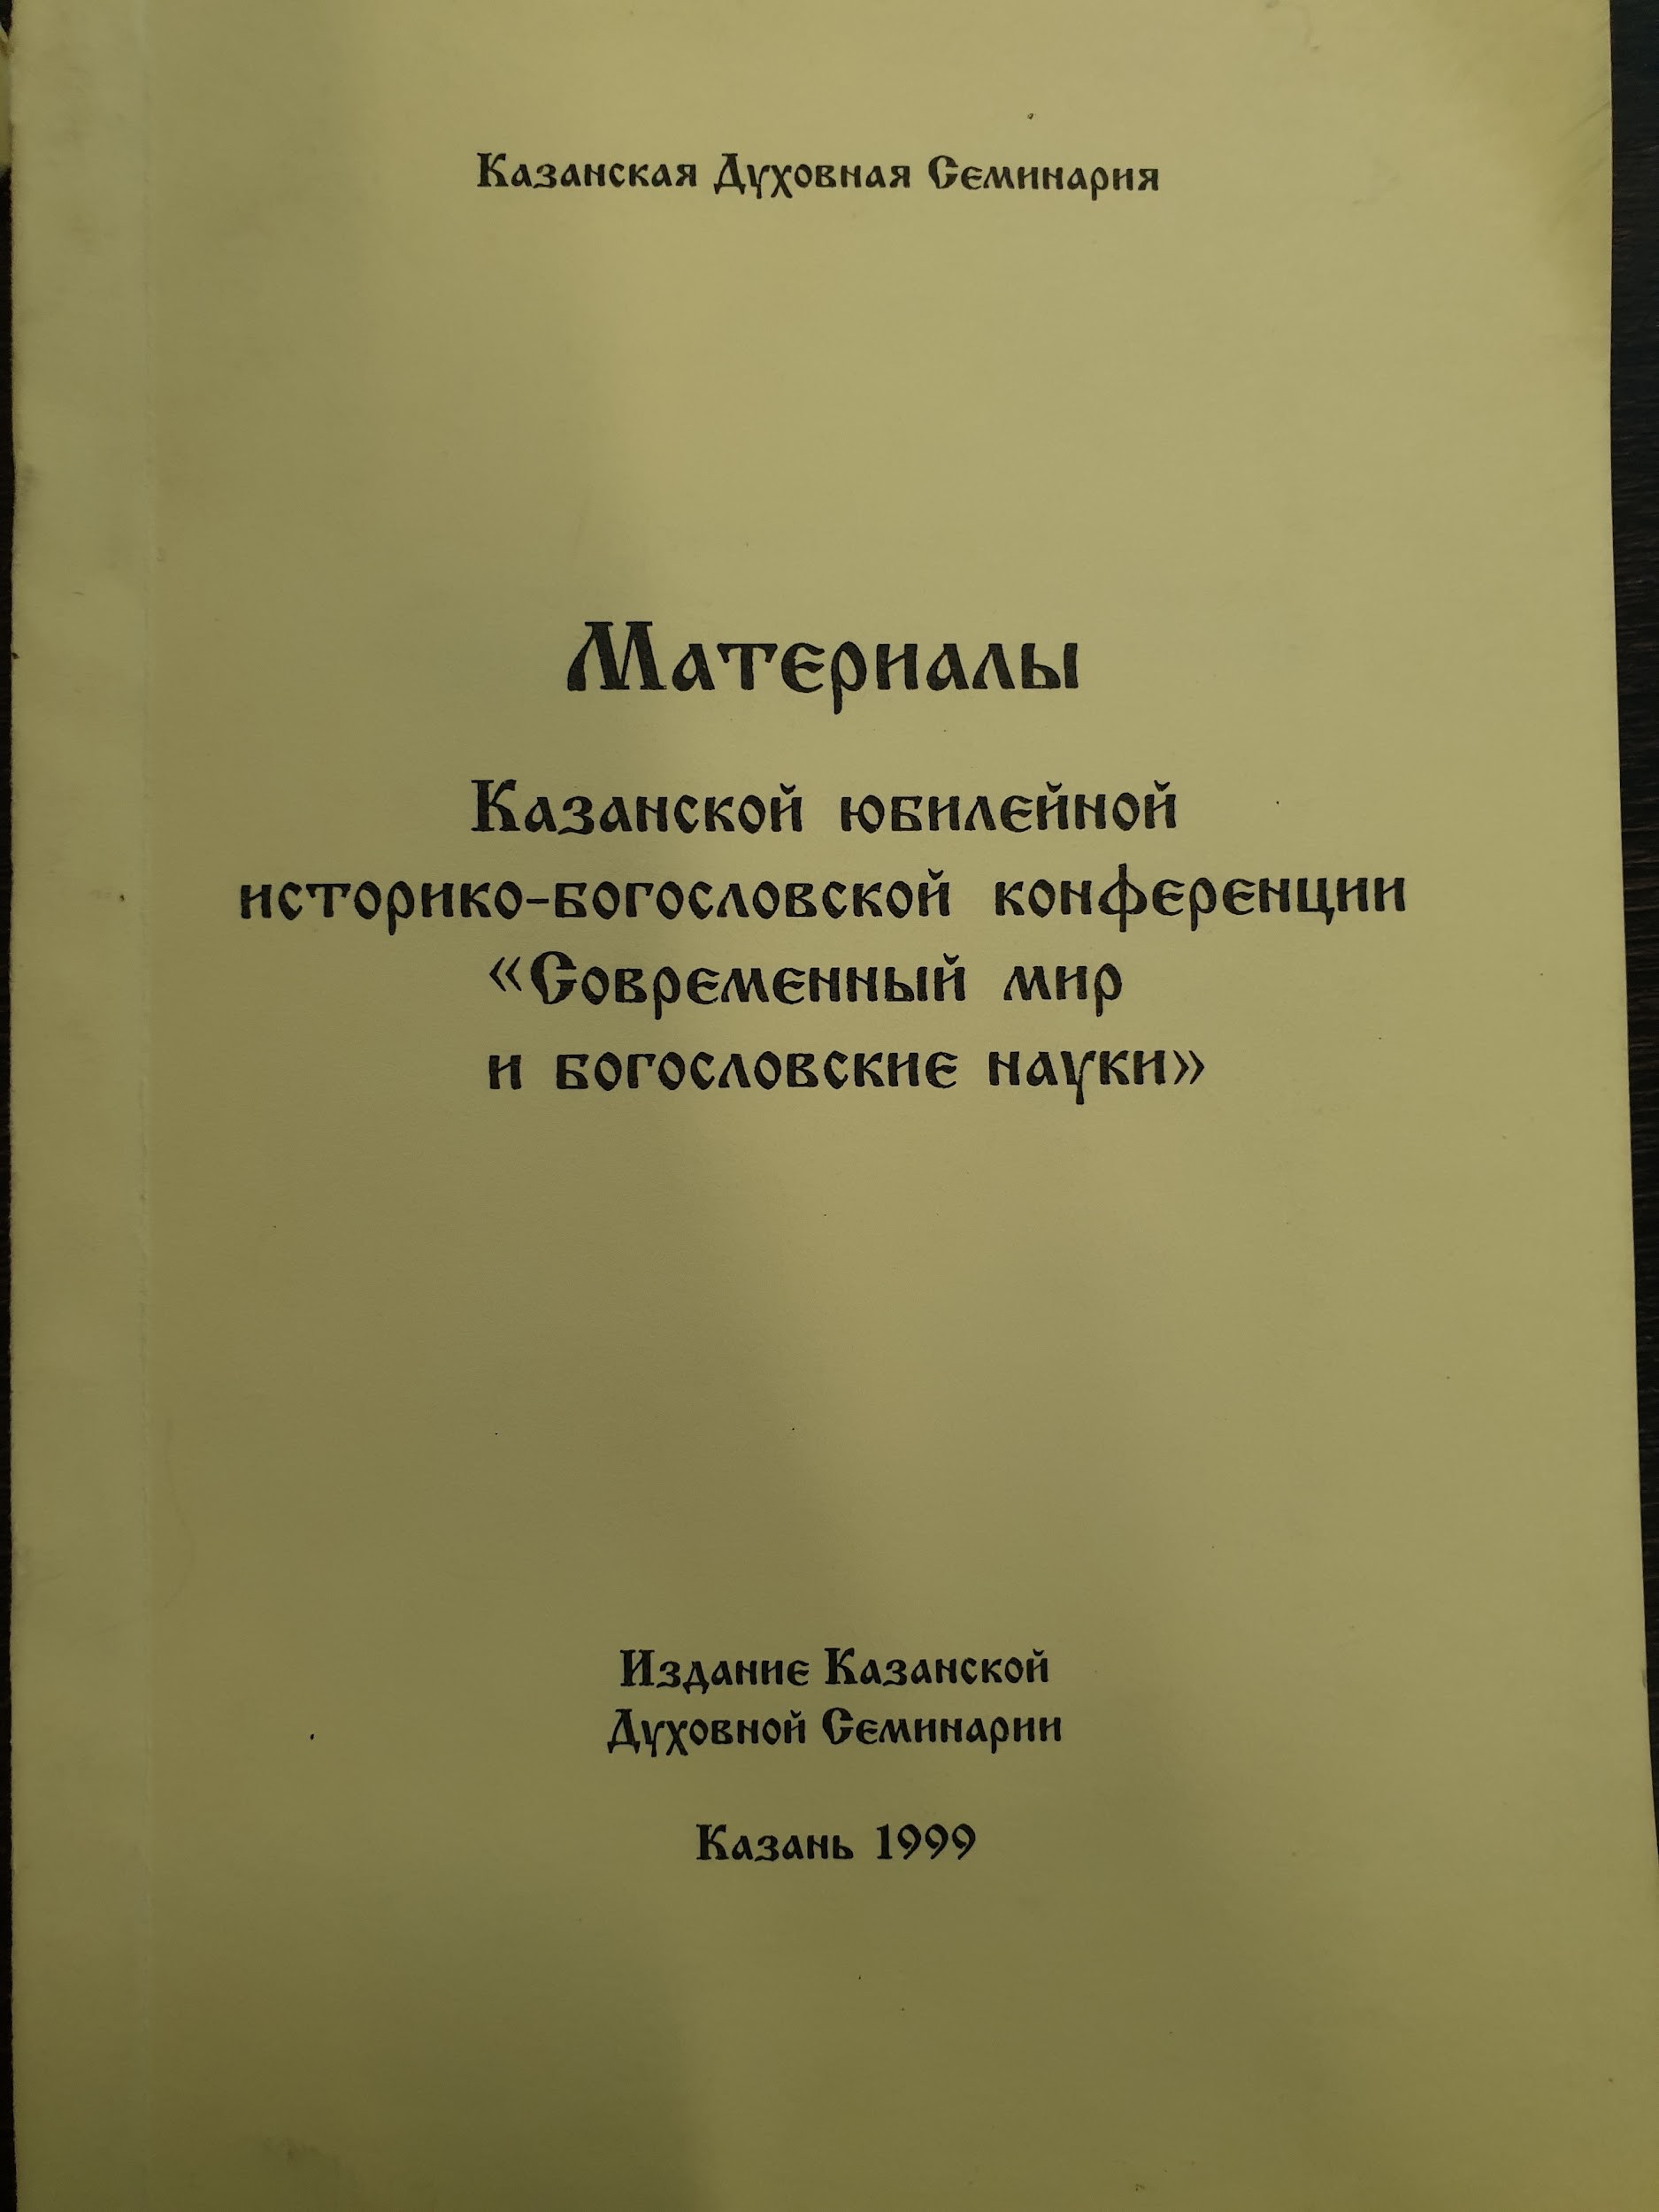 Казанская Духовная Семинария
Материалы
Казанской юбилейной
историко-богословской конференции
«Современный мир
и богословские науки»
Издание Казанской
Духовной Семинарии
Казань 1999